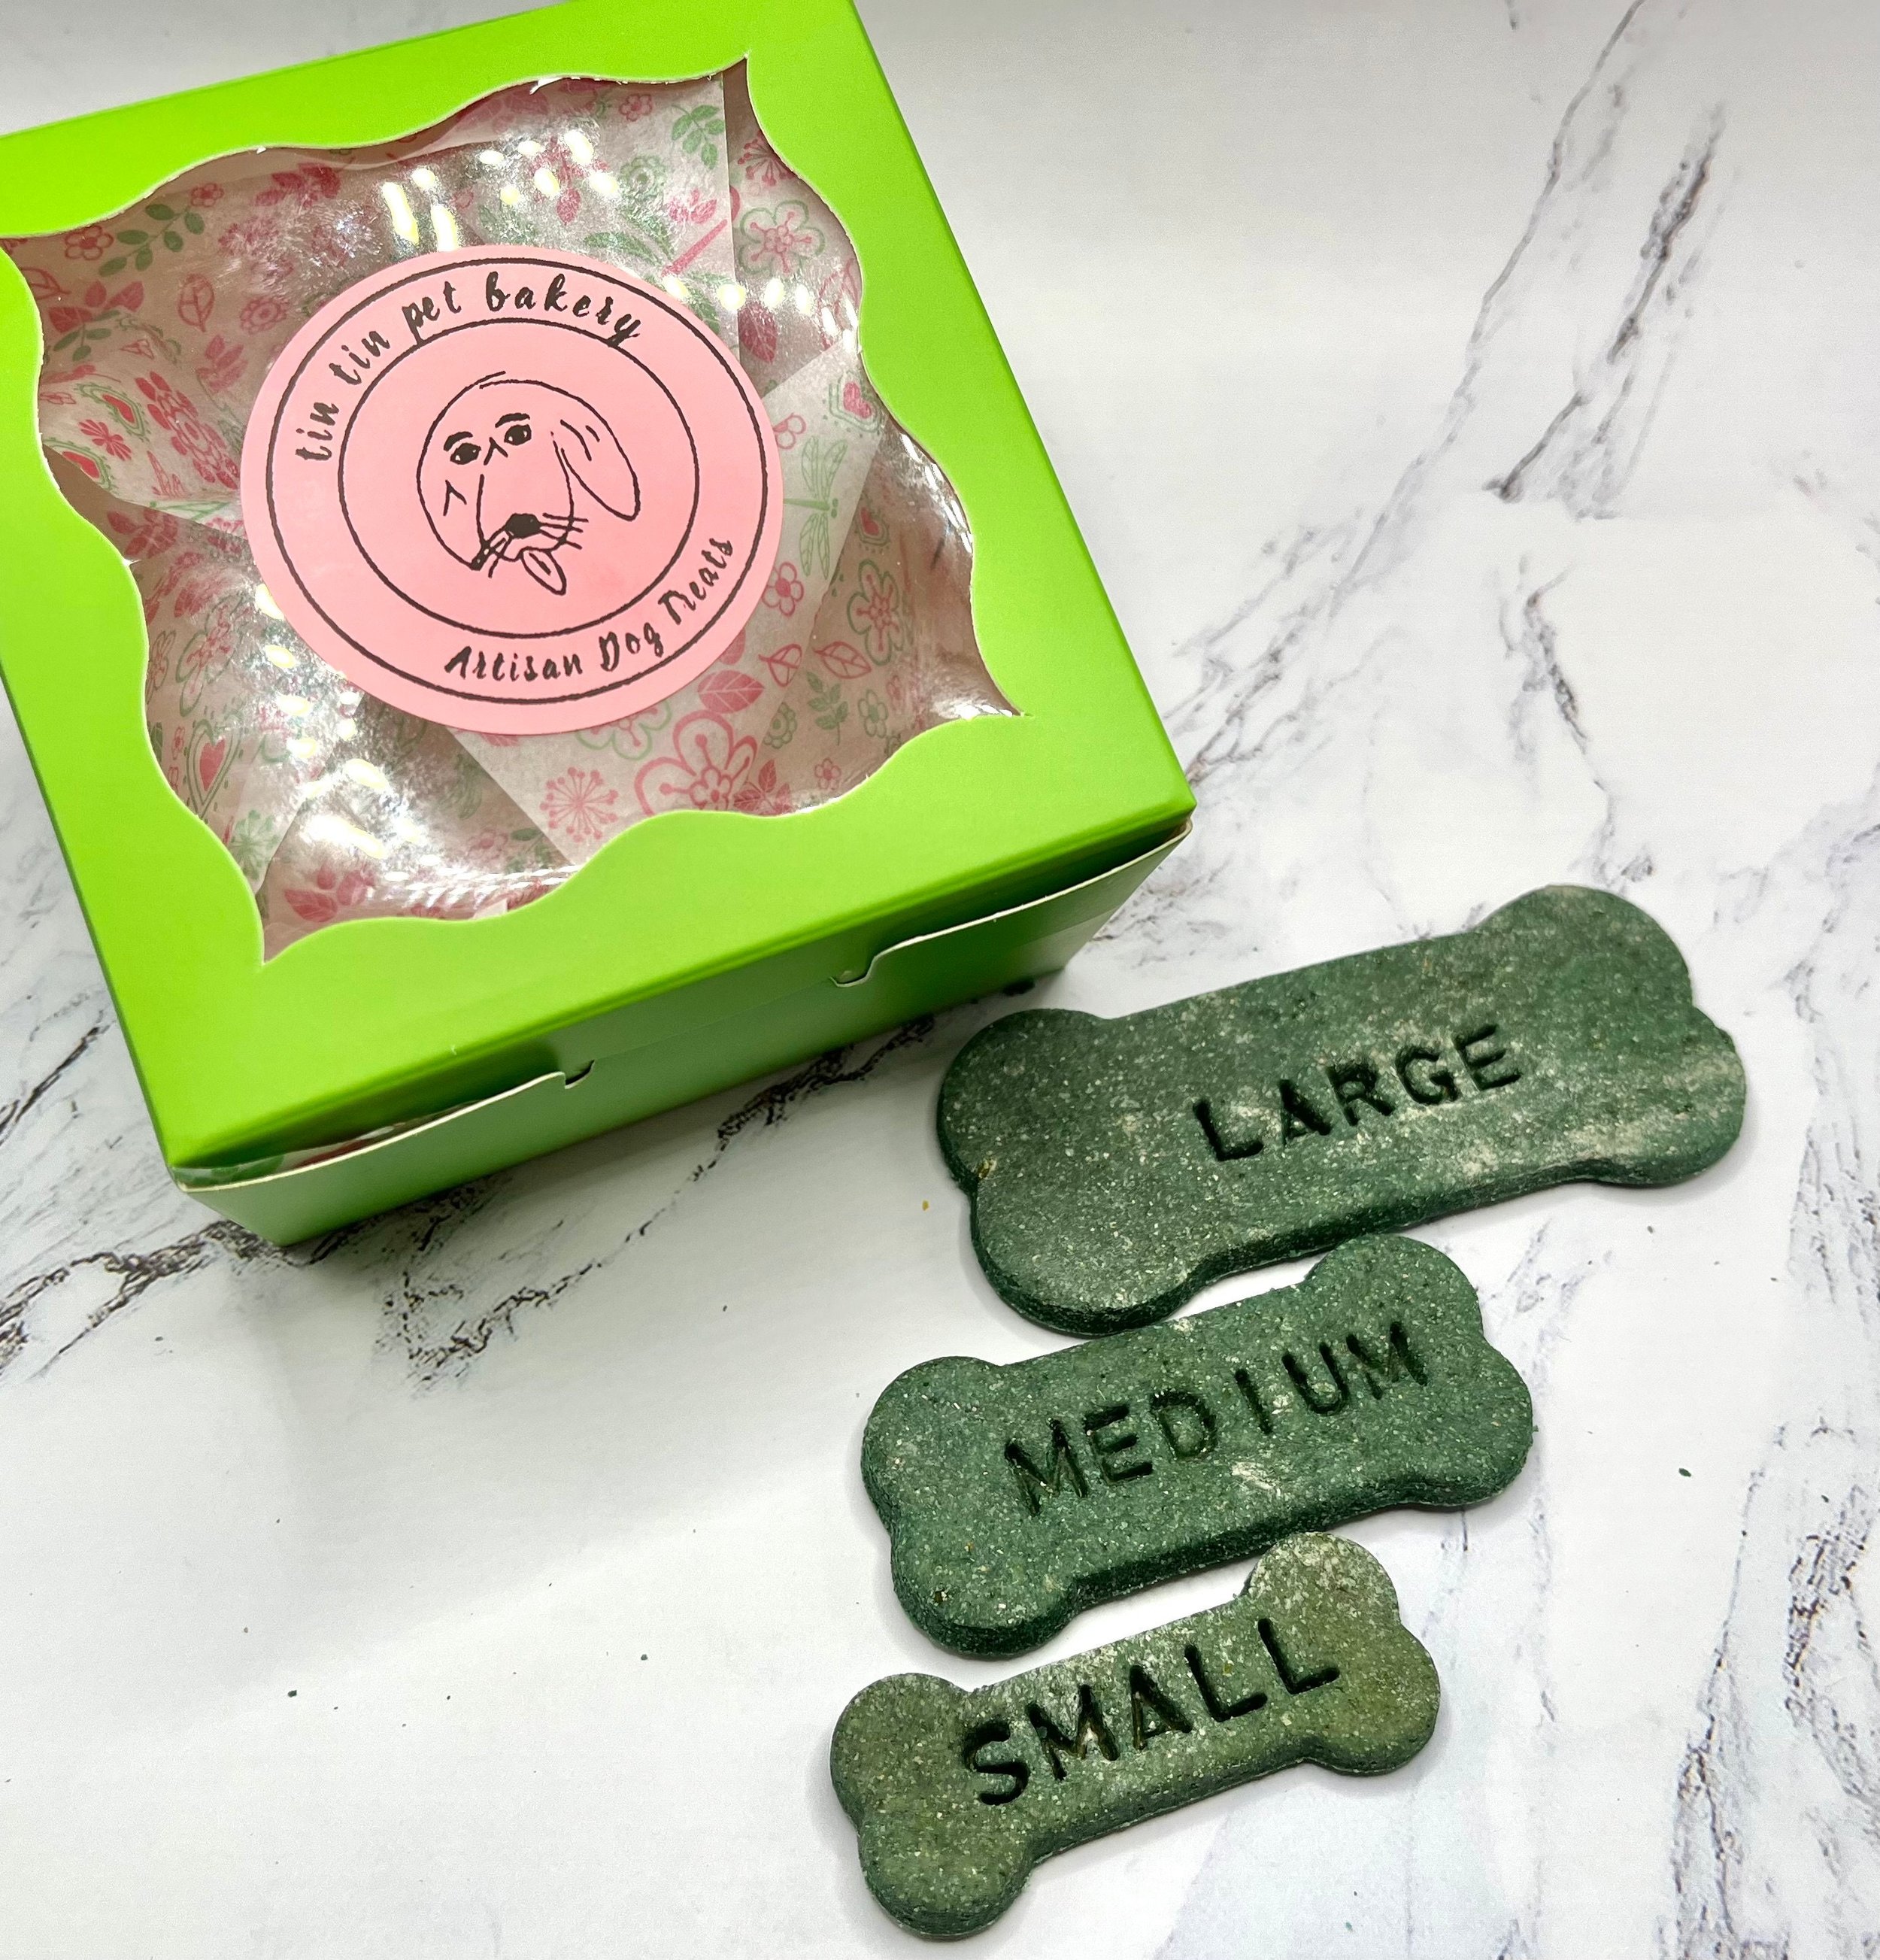 tin tin pet bakery
Artisan Dog Treats
LARGE
MEDIUM
SMALL